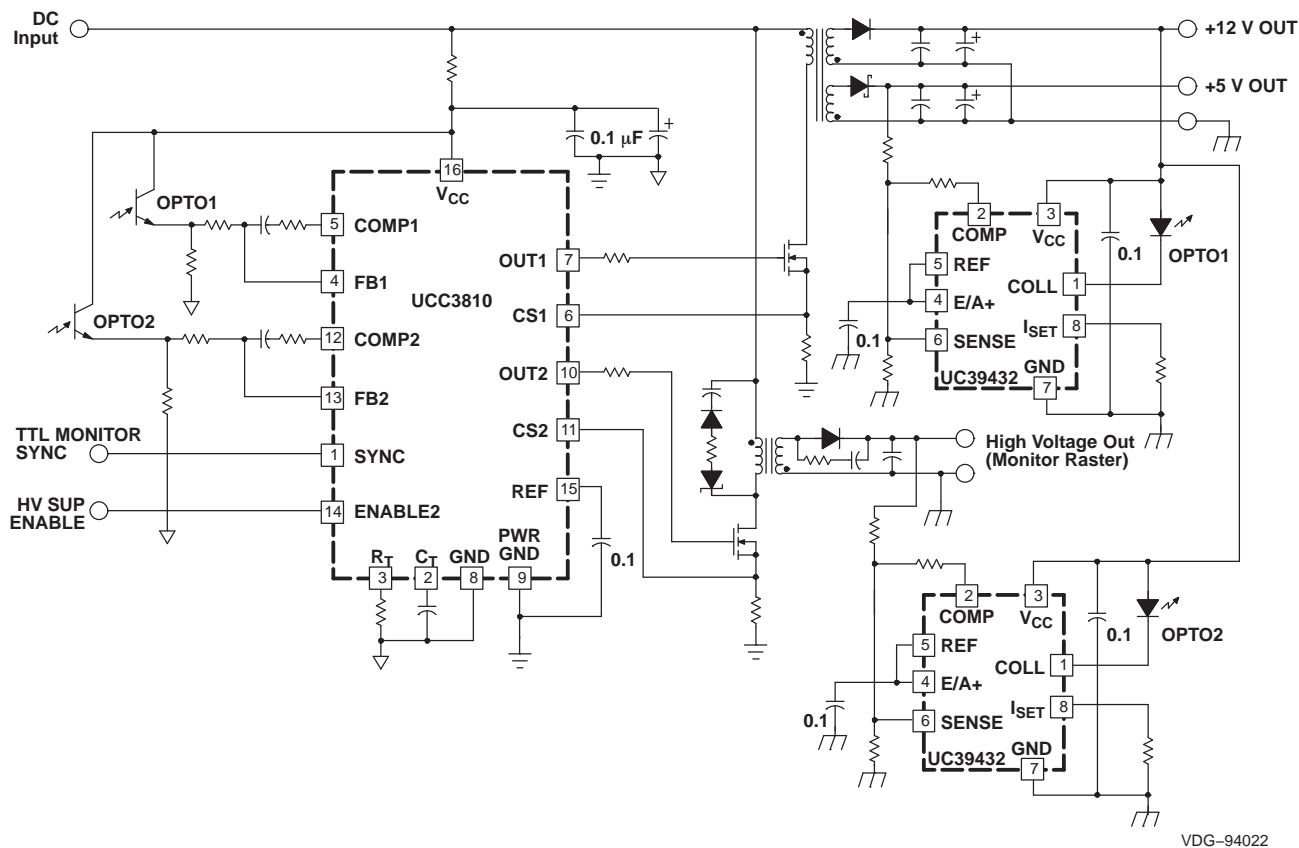 DC
Input
+12 V OUT
+5 V OUT
0.1 µF
16
VCC
OPTO1
5
COMP1
4
FB1
OPTO2
12
COMP2
13
FB2
TTL MONITOR
SYNC
1
SYNC
HV SUP
ENABLE
14
ENABLE2
UCC3810
OUT1
7
CS1
6
OUT2
10
CS2
11
REF
15
0.1
RT
3
CT
2
GND
8
PWR
GND
9
2
COMP
3
VCC
5
REF
4
E/A+
6
SENSE
0.1
COLL
1
ISET
8
GND
7
UC39432
0.1
OPTO1
High Voltage Out
(Monitor Raster)
2
COMP
3
VCC
5
REF
4
E/A+
6
SENSE
0.1
COLL
1
ISET
8
GND
7
UC39432
0.1
OPTO2
VDG–94022